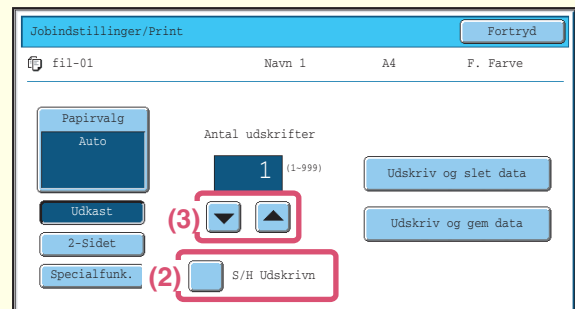 Jobindstillinger/Print
Fortryd
fil-01 Navn 1 A4 F. Farve
Papirvalg
Auto
Antal udskrifter
1 (1-999)
Udskriv og slet data
Udkast
(3)
Udskriv og gem data
2-Sidet
Specialfunk.
(2) S/H Udskrivn